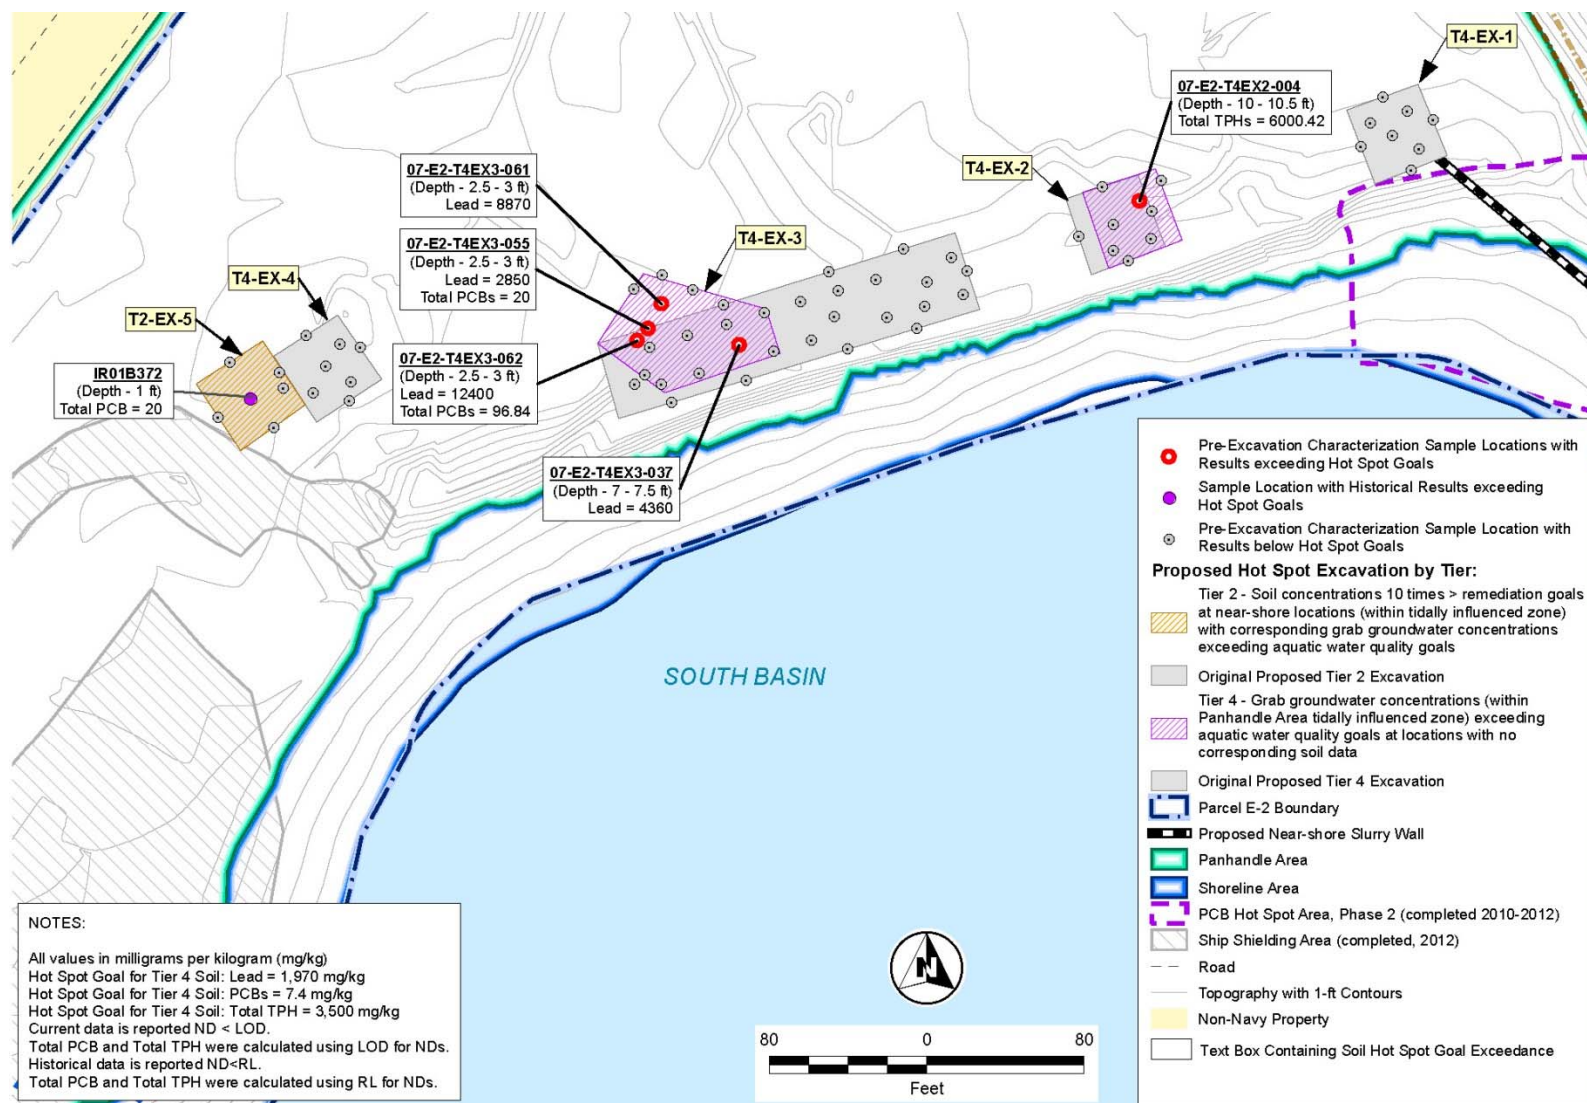 T4-EX-1
07-E2-T4EX2-004
(Depth - 10 - 10.5 ft)
Total TPHs = 6000.42
T4-EX-2
07-E2-T4EX3-061
(Depth - 2.5 - 3 ft)
Lead = 8870
07-E2-T4EX3-055
(Depth - 2.5 - 3 ft)
Lead = 2850
Total PCBs = 20
T4-EX-3
T4-EX-4
T2-EX-5
07-E2-T4EX3-062
(Depth - 2.5 - 3 ft)
Lead = 12400
Total PCBs = 96.84
IR01B372
(Depth - 1 ft)
Total PCB = 20
07-E2-T4EX3-037
(Depth - 7 - 7.5 ft)
Lead = 4360
SOUTH BASIN
Pre-Excavation Characterization Sample Locations with
Results exceeding Hot Spot Goals
Sample Location with Historical Results exceeding
Hot Spot Goals
Pre-Excavation Characterization Sample Location with
Results below Hot Spot Goals
Proposed Hot Spot Excavation by Tier:
Tier 2 - Soil concentrations 10 times > remediation goals
at near-shore locations (within tidally influenced zone)
with corresponding grab groundwater concentrations
exceeding aquatic water quality goals
Original Proposed Tier 2 Excavation
Tier 4 - Grab groundwater concentrations (within
Panhandle Area tidally influenced zone) exceeding
aquatic water quality goals at locations with no
corresponding soil data
Original Proposed Tier 4 Excavation
Parcel E-2 Boundary
Proposed Near-shore Slurry Wall
Panhandle Area
Shoreline Area
PCB Hot Spot Area, Phase 2 (completed 2010-2012)
Ship Shielding Area (completed, 2012)
Road
Topography with 1-ft Contours
Non-Navy Property
Text Box Containing Soil Hot Spot Goal Exceedance
NOTES:
All values in milligrams per kilogram (mg/kg)
Hot Spot Goal for Tier 4 Soil: Lead = 1,970 mg/kg
Hot Spot Goal for Tier 4 Soil: PCBs = 7.4 mg/kg
Hot Spot Goal for Tier 4 Soil: Total TPH = 3,500 mg/kg
Current data is reported ND < LOD.
Total PCB and Total TPH were calculated using LOD for NDs.
Historical data is reported ND<RL.
Total PCB and Total TPH were calculated using RL for NDs.
N
80 0 80
Feet